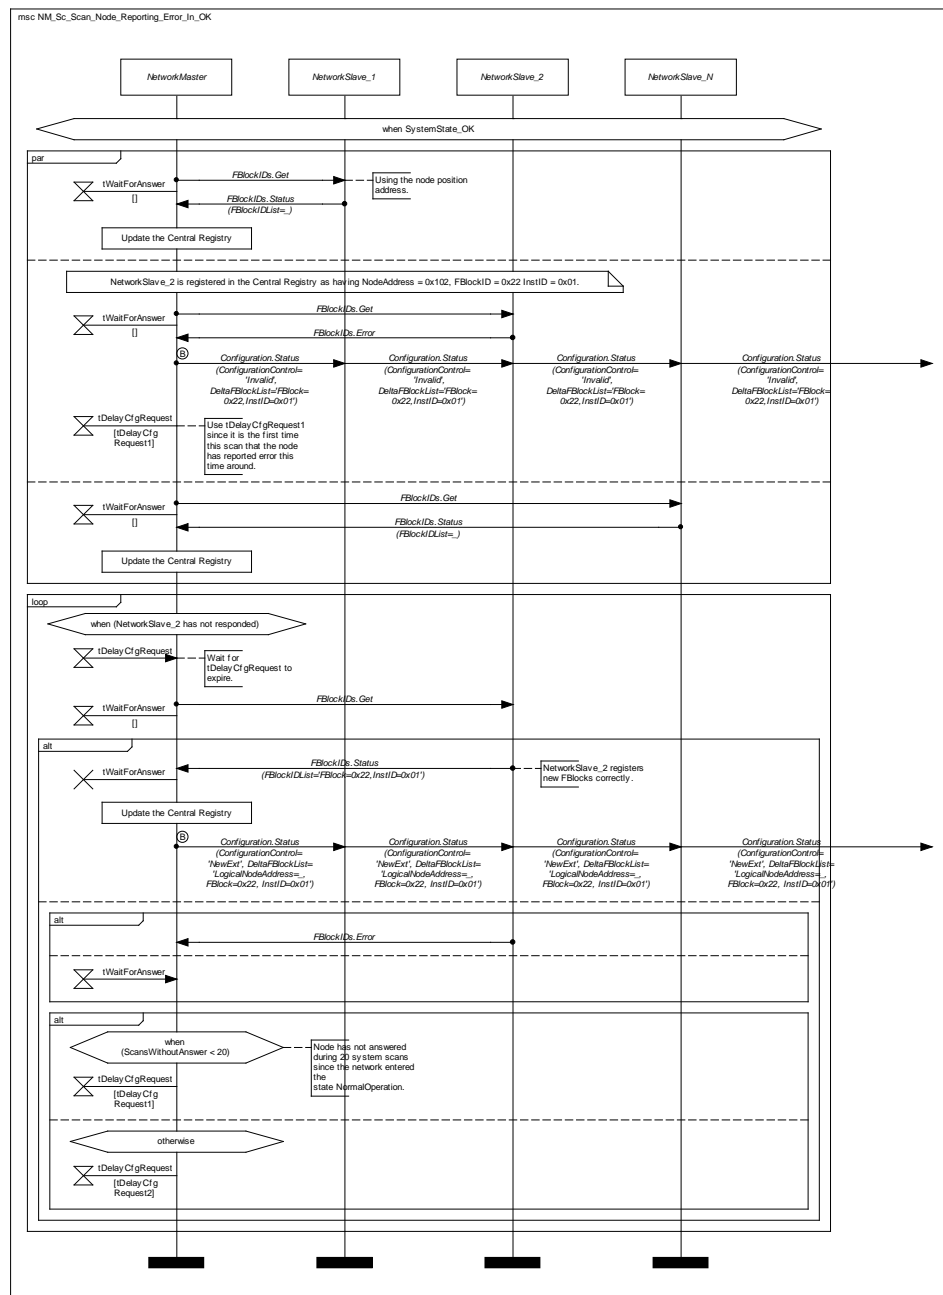 msc NM_Sc_Scan_Node_Reporting_Error_In_OK
NetworkMaster
NetworkSlave_1
NetworkSlave_2
NetworkSlave_N
when SystemState_OK
par
FBlockIDs.Get
Using the node position
address.
tWaitForAnswer
[]
FBlockIDs.Status
(FBlockIDList=_)
Update the Central Registry
NetworkSlave_2 is registered in the Central Registry as having NodeAddress = 0x102, FBlockID = 0x22 InstID = 0x01.
FBlockIDs.Get
tWaitForAnswer
[]
FBlockIDs.Error
B
Configuration.Status
(ConfigurationControl=
'Invalid',
DeltaFBlockList='FBlock=
0x22,InstID=0x01')
Configuration.Status
(ConfigurationControl=
'Invalid',
DeltaFBlockList='FBlock=
0x22,InstID=0x01')
Configuration.Status
(ConfigurationControl=
'Invalid',
DeltaFBlockList='FBlock=
0x22,InstID=0x01')
Configuration.Status
(ConfigurationControl=
'Invalid',
DeltaFBlockList='FBlock=
0x22,InstID=0x01')
tDelayCfgRequest
[tDelayCfg
Request1]
Use tDelayCfgRequest1
since it is the first time
this scan that the node
has reported error this
time around.
FBlockIDs.Get
tWaitForAnswer
[]
FBlockIDs.Status
(FBlockIDList=_)
Update the Central Registry
loop
when (NetworkSlave_2 has not responded)
tDelayCfgRequest
Wait for
tDelayCfgRequest to
expire.
FBlockIDs.Get
tWaitForAnswer
[]
alt
FBlockIDs.Status
(FBlockIDList='FBlock=0x22,InstID=0x01')
NetworkSlave_2 registers
new FBlocks correctly.
tWaitForAnswer
Update the Central Registry
B
Configuration.Status
(ConfigurationControl=
'NewExt', DeltaFBlockList=
'LogicalNodeAddress=_,
FBlock=0x22, InstID=0x01')
Configuration.Status
(ConfigurationControl=
'NewExt', DeltaFBlockList=
'LogicalNodeAddress=_,
FBlock=0x22, InstID=0x01')
Configuration.Status
(ConfigurationControl=
'NewExt', DeltaFBlockList=
'LogicalNodeAddress=_,
FBlock=0x22, InstID=0x01')
Configuration.Status
(ConfigurationControl=
'NewExt', DeltaFBlockList=
'LogicalNodeAddress=_,
FBlock=0x22, InstID=0x01')
alt
FBlockIDs.Error
tWaitForAnswer
alt
when
(ScansWithoutAnswer < 20)
Node has not answered
during 20 system scans
since the network entered
the
state NormalOperation.
tDelayCfgRequest
[tDelayCfg
Request1]
otherwise
tDelayCfgRequest
[tDelayCfg
Request2]